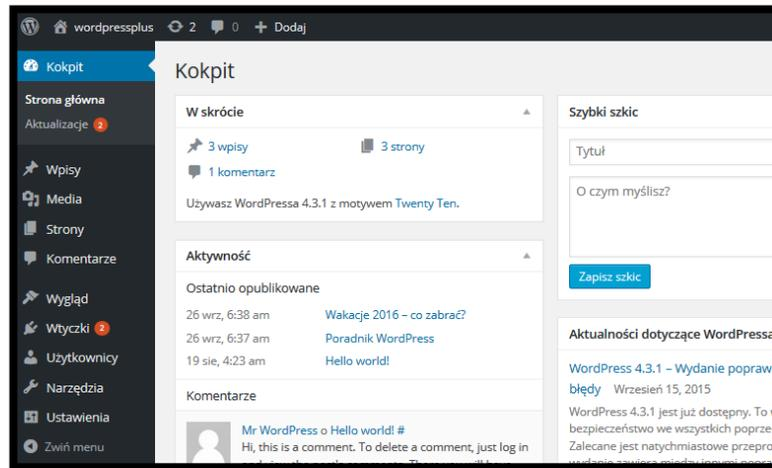 wordpressplus 2 0 + Dodaj
Kokpit
Strona główna
Aktualizacje 2
Wpisy
Media
Strony
Komentarze
Wygląd
Wtyczki 2
Użytkownicy
Narzędzia
Ustawienia
Zwiń menu
Kokpit
W skrócie
3 wpisy 3 strony
1 komentarz
Używasz WordPressa 4.3.1 z motywem Twenty Ten.
Aktywność
Ostatnio opublikowane
26 wrz, 6:38 am Wakacje 2016 – co zabrać?
26 wrz, 6:37 am Poradnik WordPress
19 sie, 4:23 am Hello world!
Komentarze
Mr WordPress o Hello world! #
Hi, this is a comment. To delete a comment, just log in
Szybki szkic
Tytuł
O czym myślisz?
Zapisz szkic
Aktualności dotyczące WordPressa
WordPress 4.3.1 – Wydanie popraw
błędy Wrzesień 15, 2015
WordPress 4.3.1 jest już dostępny. To
bezpieczeństwo we wszystkich poprze
Zalecane jest natychmiastowe przepro